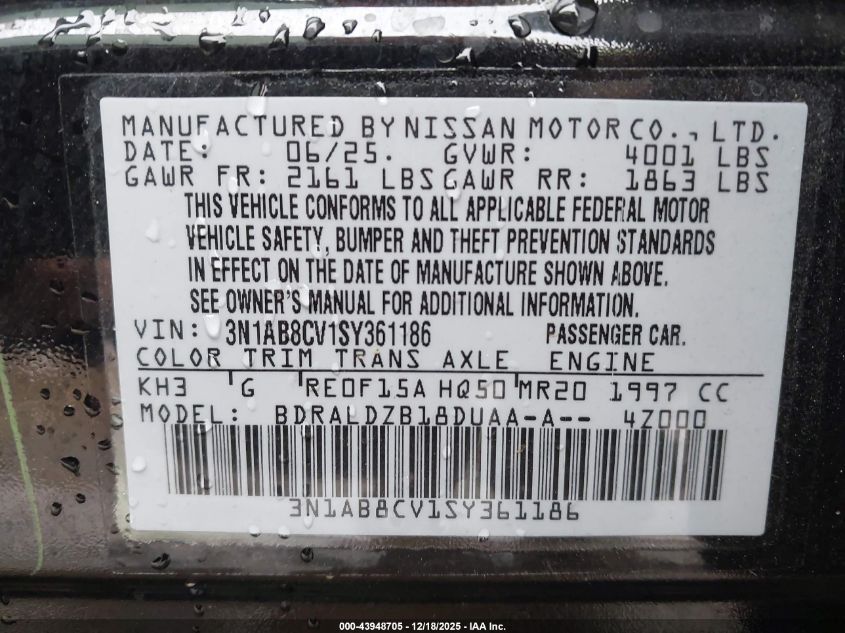 MANUFACTURED BY NISSAN MOTOR CO., LTD.
DATE: 06/25. GVWR: 4001 LBS
GAWR FR: 2161 LBS GAWR RR: 1863 LBS
THIS VEHICLE CONFORMS TO ALL APPLICABLE FEDERAL MOTOR
VEHICLE SAFETY, BUMPER AND THEFT PREVENTION STANDARDS
IN EFFECT ON THE DATE OF MANUFACTURE SHOWN ABOVE.
SEE OWNER'S MANUAL FOR ADDITIONAL INFORMATION.
VIN: 3N1AB8CV1SY361186 PASSENGER CAR.
COLOR TRIM TRANS AXLE ENGINE
KH3 G RE0F15A HQ50 MR20 1997 CC
MODEL: BDRALDZB18DUAA-A-- 4Z000
3N1AB8CV1SY361186
000-43948705 - 12/18/2025 - IAA Inc.